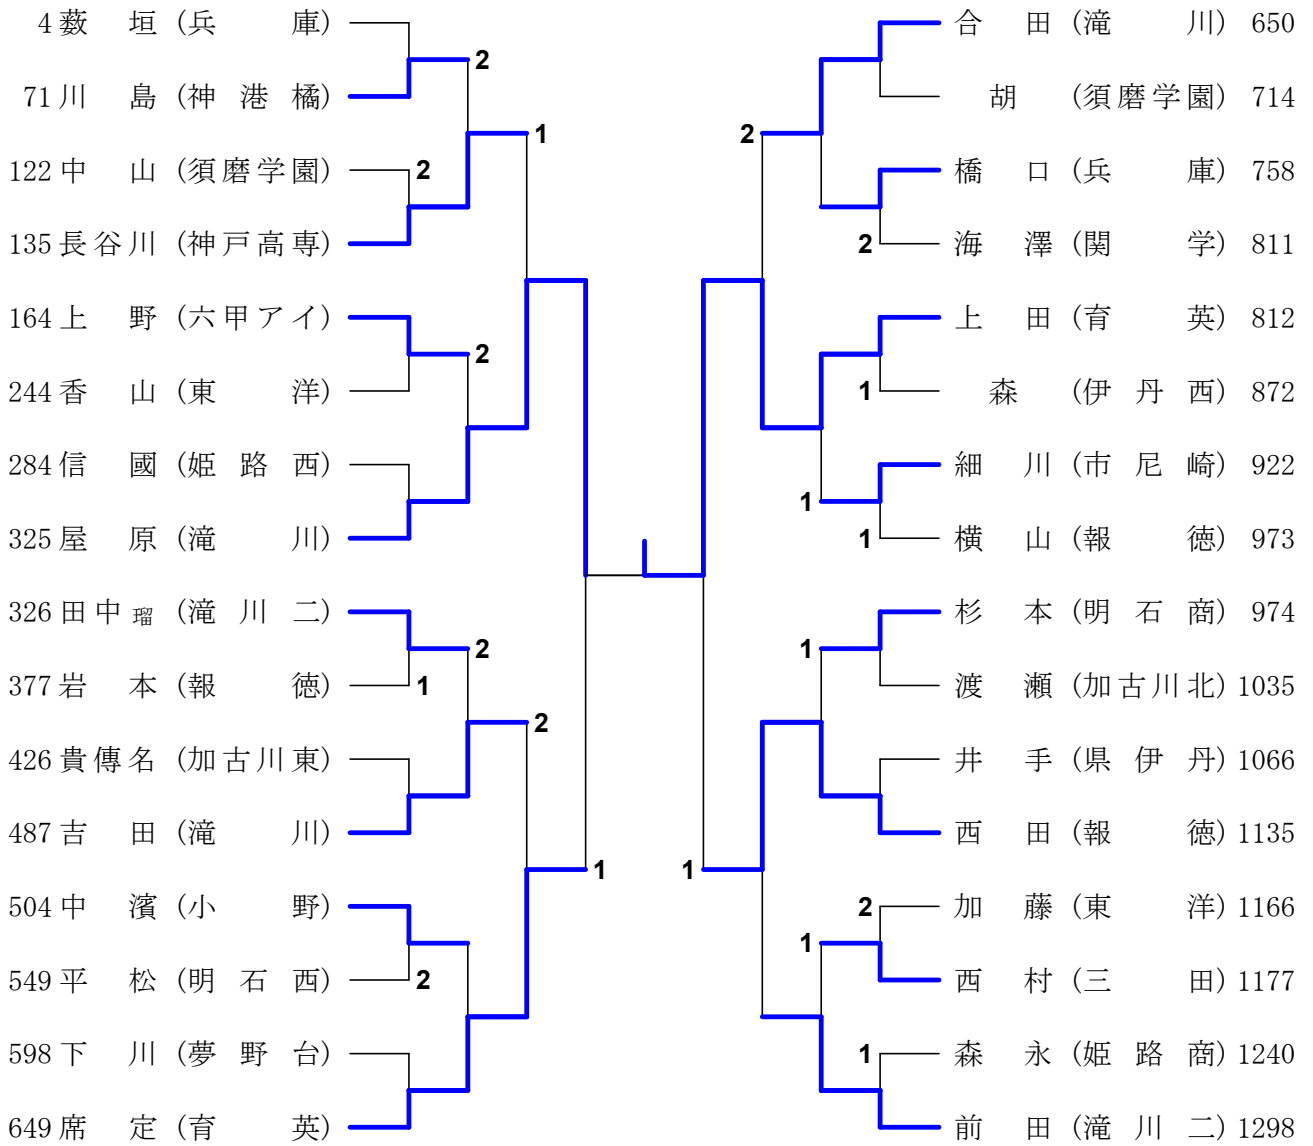 4 薮垣 (兵庫)
2
71 川島 (神港橘)
1
122 中山 (須磨学園) 2
135 長谷川 (神戸高専)
164 上野 (六甲アイ)
2
244 香山 (東洋)
284 信國 (姫路西)
325 屋原 (滝川)
326 田中瑠 (滝川二)
2
377 岩本 (報徳) 1
2
426 貴傳名 (加古川東)
487 吉田 (滝川)
1
504 中濱 (小野)
549 平松 (明石西) 2
598 下川 (夢野台)
649 席定 (育英)
合田 (滝川) 650
胡 (須磨学園) 714
2
橋口 (兵庫) 758
2 海澤 (関学) 811
上田 (育英) 812
1 森 (伊丹西) 872
細川 (市尼崎) 922
1
1 横山 (報徳) 973
杉本 (明石商) 974
1
渡瀬 (加古川北) 1035
井手 (県伊丹) 1066
西田 (報徳) 1135
1
2 加藤 (東洋) 1166
1
西村 (三田) 1177
1 森永 (姫路商) 1240
前田 (滝川二) 1298